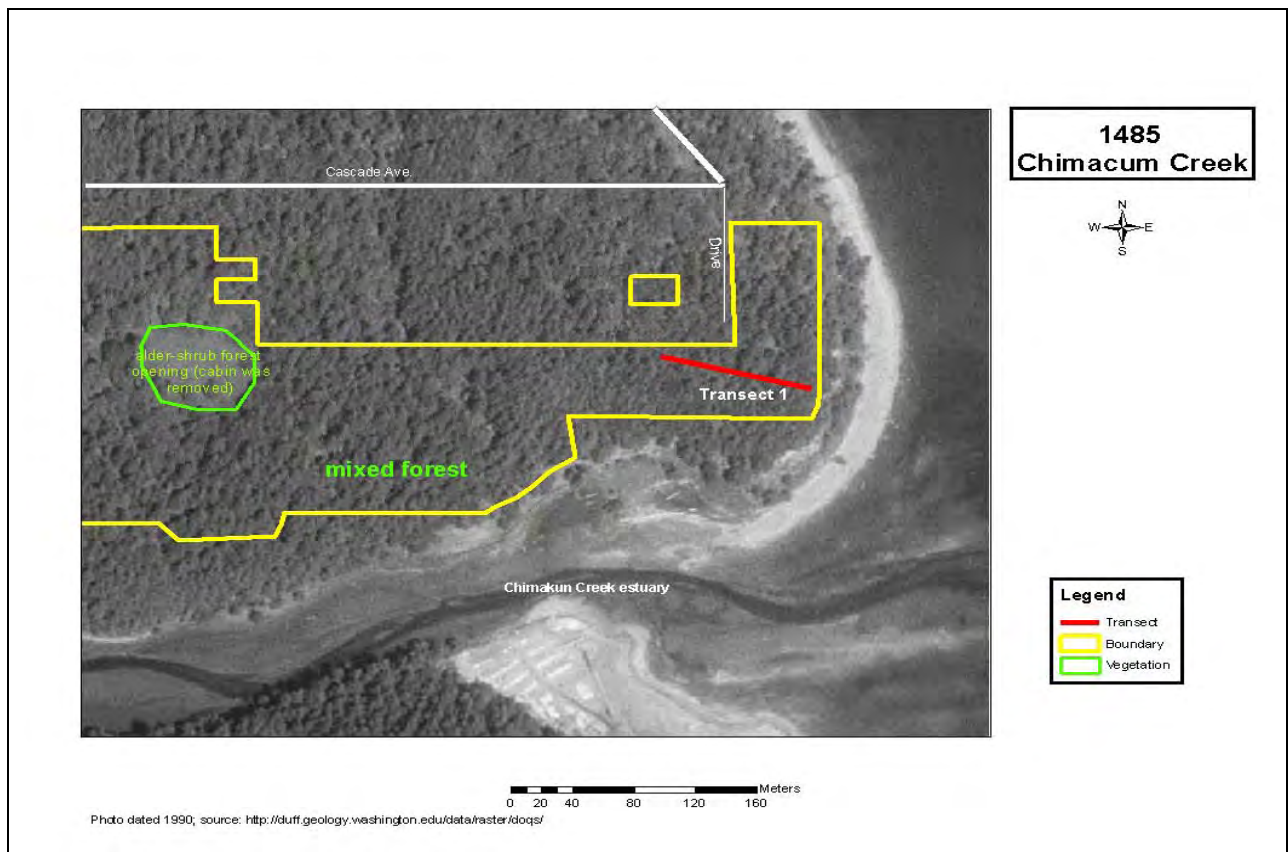 1485
Chimacum Creek
N
W E
S
Cascade Ave.
Drive
alder-shrub forest
opening (cabin was
removed)
Transect 1
mixed forest
Chimakun Creek estuary
Legend
Transect
Boundary
Vegetation
Meters
0 20 40 80 120 160
Photo dated 1990; source: http://duff.geology.washington.edu/data/raster/doqs/